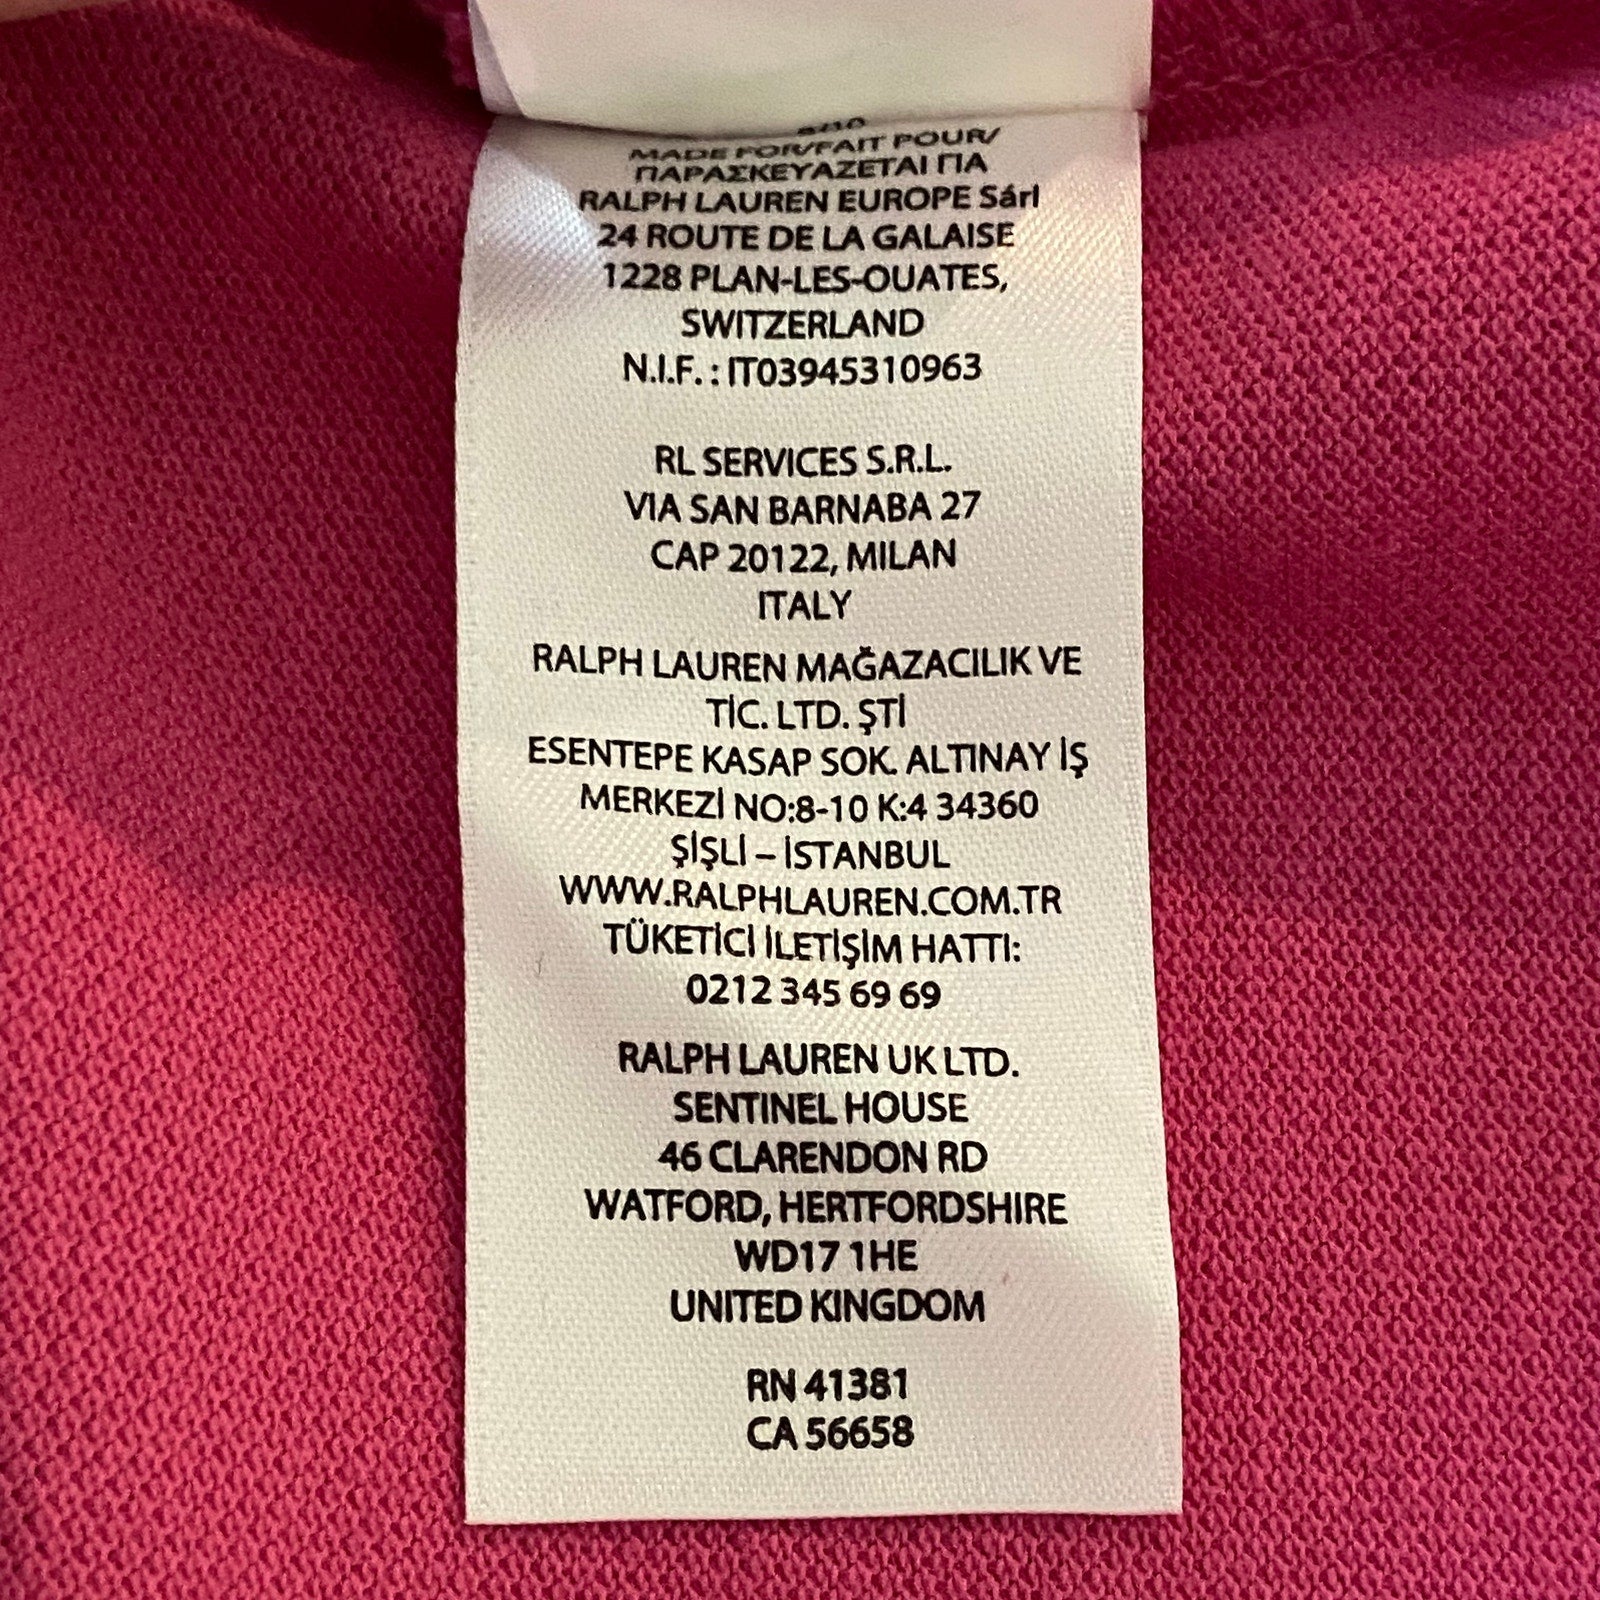 8/10
MADE FOR/FAIT POUR/
ΠΑΡΑΣΚΕΥΑΖΕΤΑΙ ΓΙΑ
RALPH LAUREN EUROPE Sárl
24 ROUTE DE LA GALAISE
1228 PLAN-LES-OUATES,
SWITZERLAND
N.I.F. : IT03945310963
RL SERVICES S.R.L.
VIA SAN BARNABA 27
CAP 20122, MILAN
ITALY
RALPH LAUREN MAĞAZACILIK VE
TİC. LTD. ŞTİ
ESENTEPE KASAP SOK. ALTINAY İŞ
MERKEZİ NO:8-10 K:4 34360
ŞİŞLİ – İSTANBUL
WWW.RALPHLAUREN.COM.TR
TÜKETİCİ İLETİŞİM HATTI:
0212 345 69 69
RALPH LAUREN UK LTD.
SENTINEL HOUSE
46 CLARENDON RD
WATFORD, HERTFORDSHIRE
WD17 1HE
UNITED KINGDOM
RN 41381
CA 56658